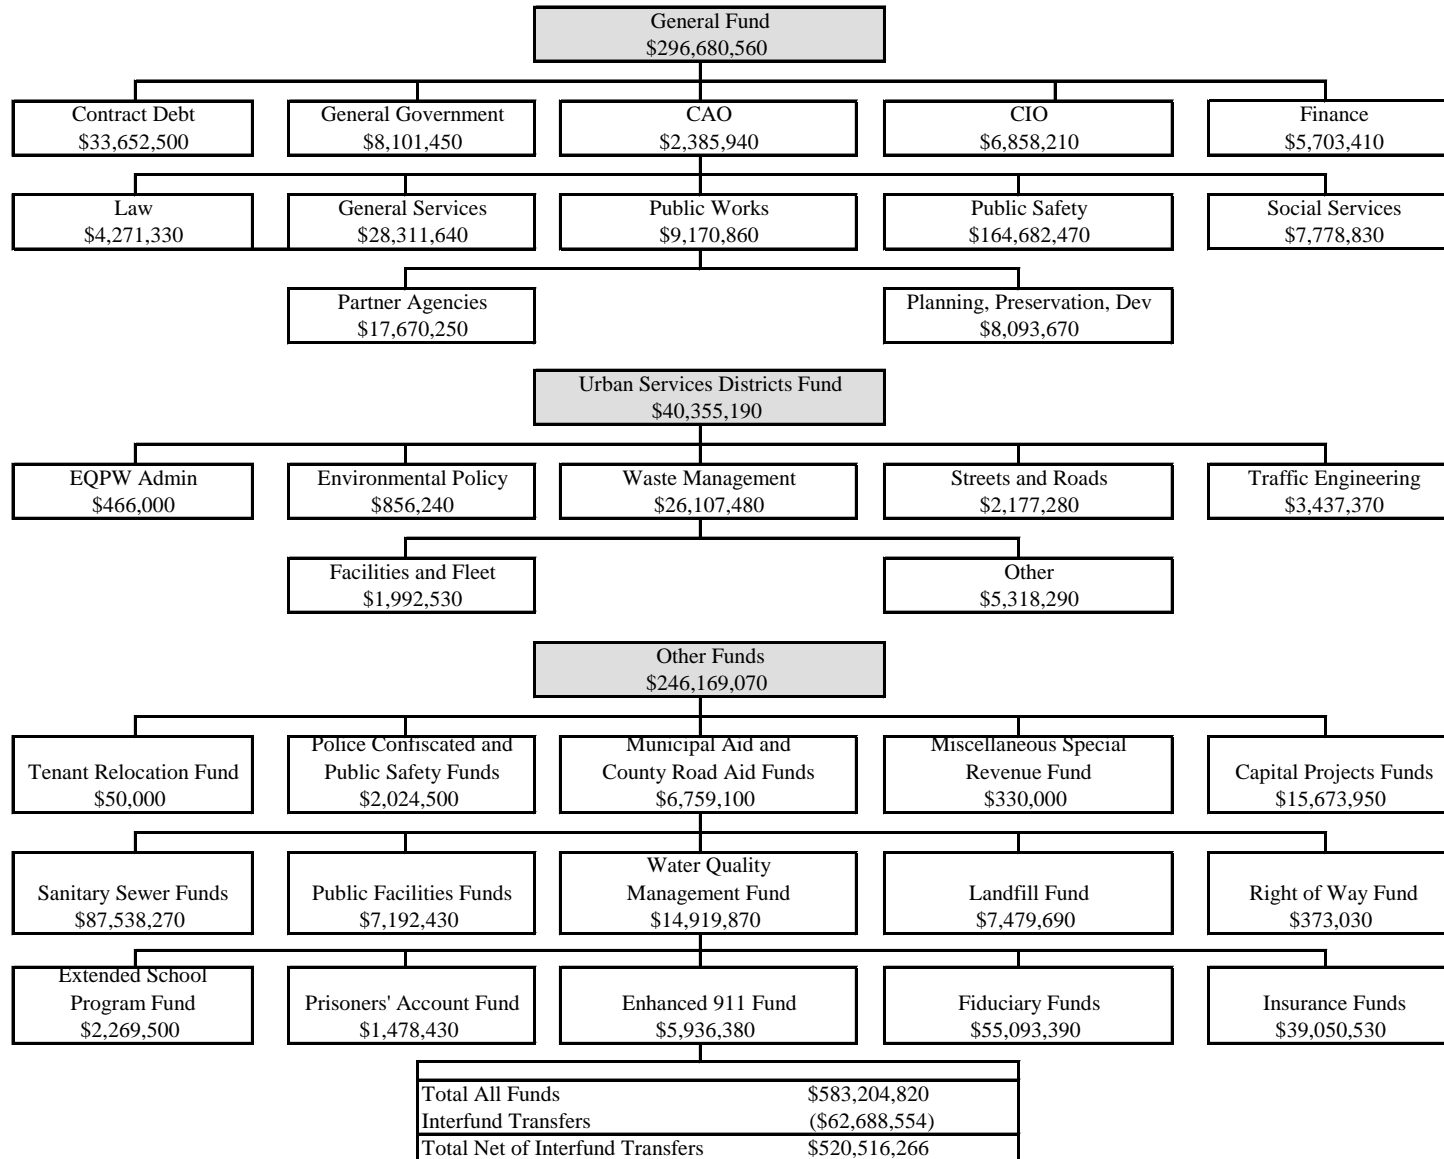 General Fund
$296,680,560
Contract Debt
$33,652,500
General Government
$8,101,450
CAO
$2,385,940
CIO
$6,858,210
Finance
$5,703,410
Law
$4,271,330
General Services
$28,311,640
Public Works
$9,170,860
Public Safety
$164,682,470
Social Services
$7,778,830
Partner Agencies
$17,670,250
Planning, Preservation, Dev
$8,093,670
Urban Services Districts Fund
$40,355,190
EQPW Admin
$466,000
Environmental Policy
$856,240
Waste Management
$26,107,480
Streets and Roads
$2,177,280
Traffic Engineering
$3,437,370
Facilities and Fleet
$1,992,530
Other
$5,318,290
Other Funds
$246,169,070
Tenant Relocation Fund
$50,000
Police Confiscated and
Public Safety Funds
$2,024,500
Municipal Aid and
County Road Aid Funds
$6,759,100
Miscellaneous Special
Revenue Fund
$330,000
Capital Projects Funds
$15,673,950
Sanitary Sewer Funds
$87,538,270
Public Facilities Funds
$7,192,430
Water Quality
Management Fund
$14,919,870
Landfill Fund
$7,479,690
Right of Way Fund
$373,030
Extended School
Program Fund
$2,269,500
Prisoners' Account Fund
$1,478,430
Enhanced 911 Fund
$5,936,380
Fiduciary Funds
$55,093,390
Insurance Funds
$39,050,530
Total All Funds $583,204,820
Interfund Transfers ($62,688,554)
Total Net of Interfund Transfers $520,516,266